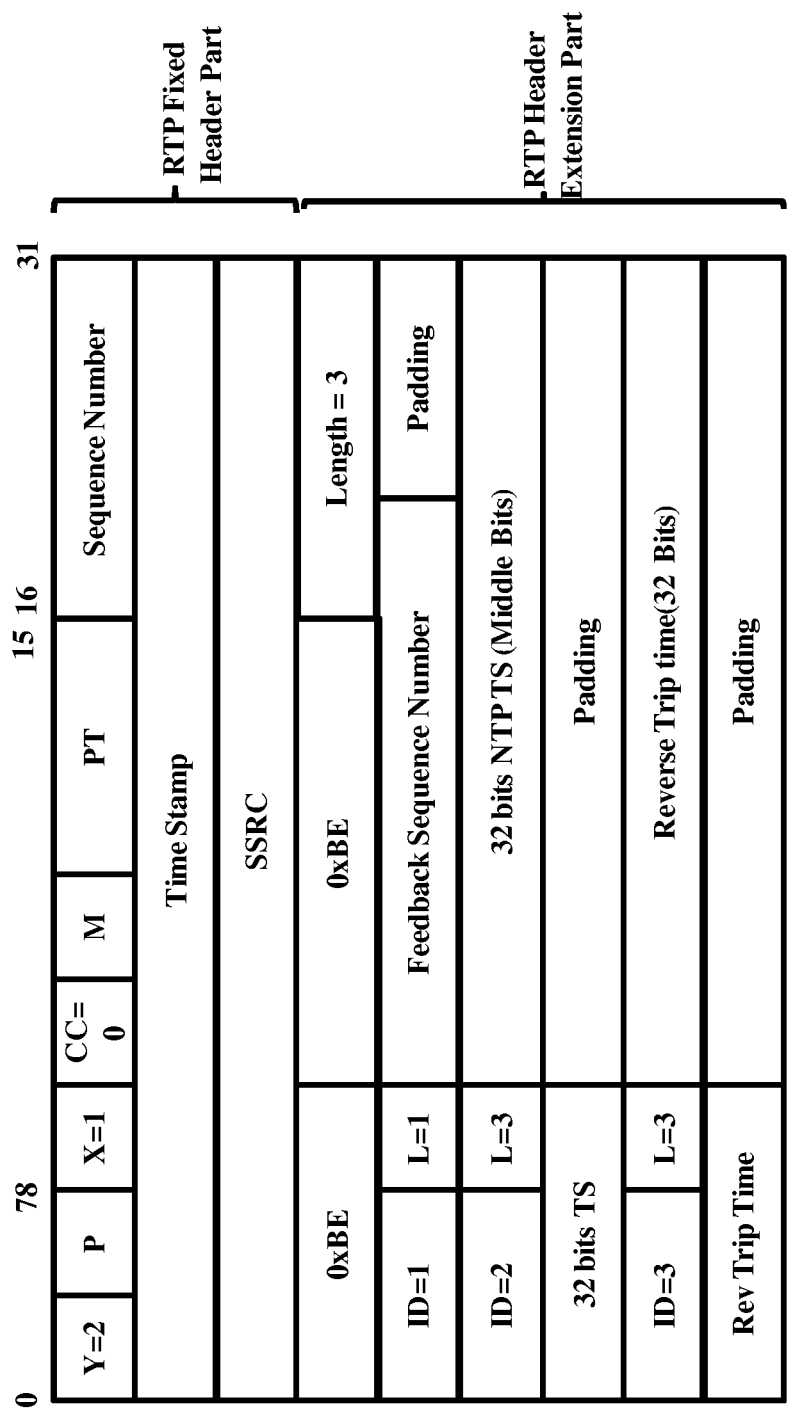 0
78
15
16
31
Y=2
P
X=1
CC=
0
M
PT
Sequence Number
Time Stamp
SSRC
RTP Fixed
Header Part
0xBE
0xBE
Length = 3
ID=1
L=1
Feedback Sequence Number
Padding
ID=2
L=3
32 bits NTP TS (Middle Bits)
32 bits TS
Padding
ID=3
L=3
Reverse Trip time(32 Bits)
Rev Trip Time
Padding
RTP Header
Extension Part